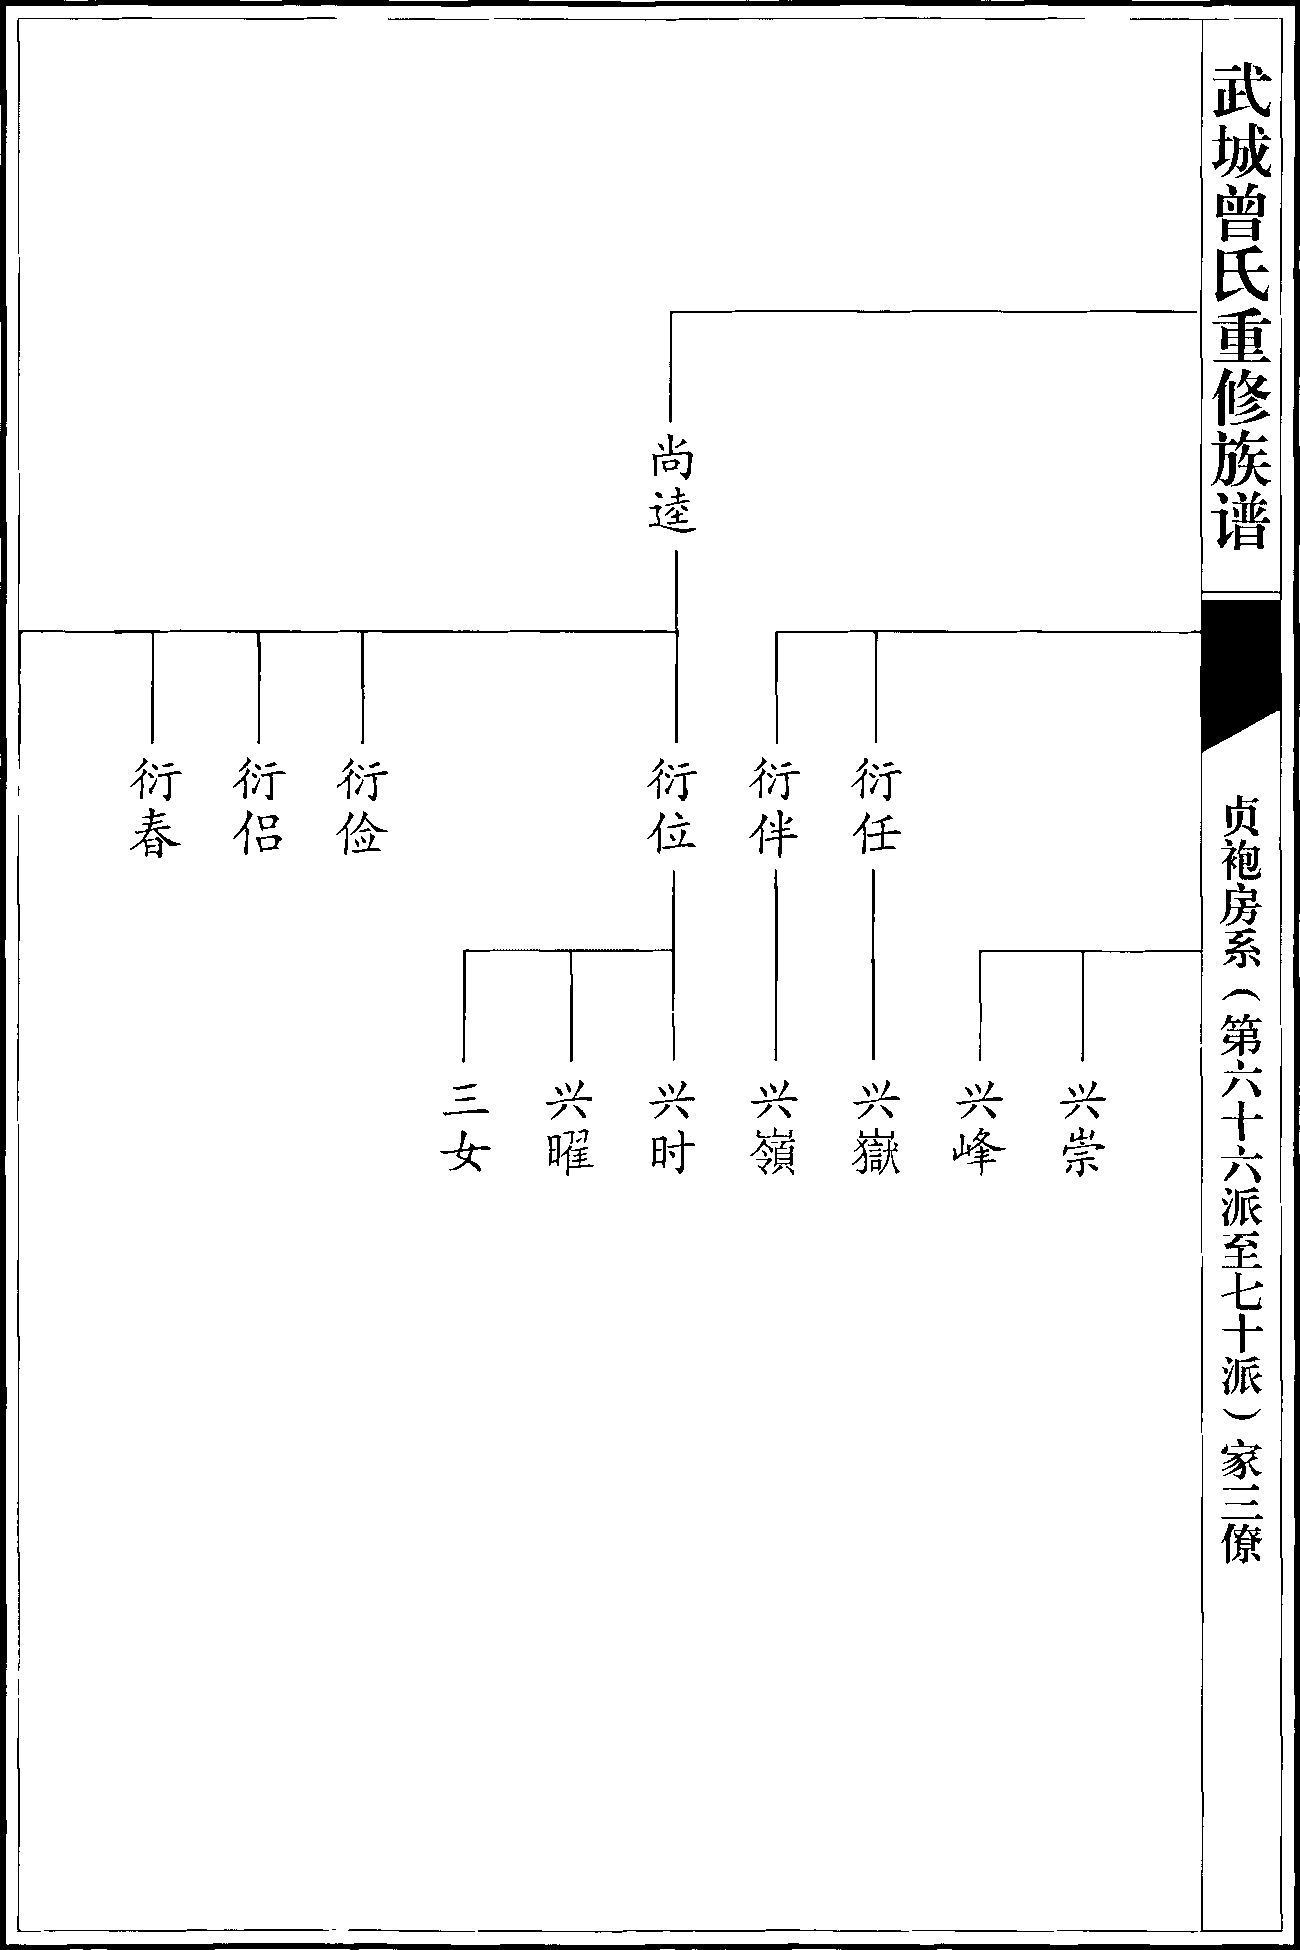 武城曾氏重修族谱
贞袍房系（第六十六派至七十派）家三僚
尚逵
衍任
衍伴
衍位
衍俭
衍侣
衍春
兴崇
兴峰
兴嶽
兴嶺
兴时
兴曜
三女